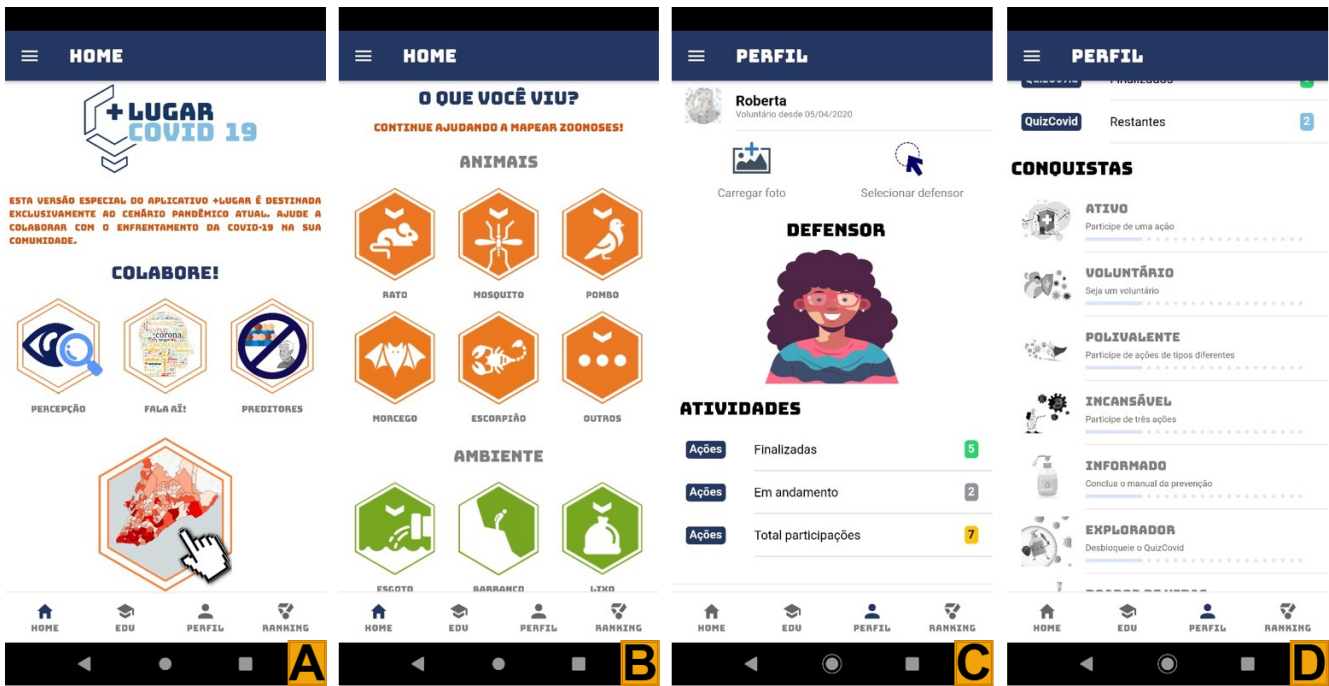 HOME
+LUGAR
COVID 19
ESTA VERSÃO ESPECIAL DO APLICATIVO +LUGAR É DESTINADA
EXCLUSIVAMENTE AO CENÁRIO PANDÊMICO ATUAL. AJUDE A
COLABORAR COM O ENFRENTAMENTO DA COVID-19 NA SUA
COMUNIDADE.
COLABORE!
corona
PERCEPÇÃO FALA AÍ! PREDITORES
HOME EDU PERFIL RANKING
A
HOME
O QUE VOCÊ VIU?
CONTINUE AJUDANDO A MAPEAR ZOONOSES!
ANIMAIS
RATO MOSQUITO POMBO
MORCEGO ESCORPIÃO OUTROS
AMBIENTE
ESGOTO BARRANCO LIXO
HOME EDU PERFIL RANKING
B
PERFIL
Roberta
Voluntário desde 05/04/2020
Carregar foto Selecionar defensor
DEFENSOR
ATIVIDADES
Ações Finalizadas 5
Ações Em andamento 2
Ações Total participações 7
HOME EDU PERFIL RANKING
C
PERFIL
QuizCovid Finalizados
QuizCovid Restantes 2
CONQUISTAS
ATIVO
Participe de uma ação
VOLUNTÁRIO
Seja um voluntário
POLIVALENTE
Participe de ações de tipos diferentes
INCANSÁVEL
Participe de três ações
INFORMADO
Conclua o manual da prevenção
EXPLORADOR
Desbloqueie o QuizCovid
HOME EDU PERFIL RANKING
D